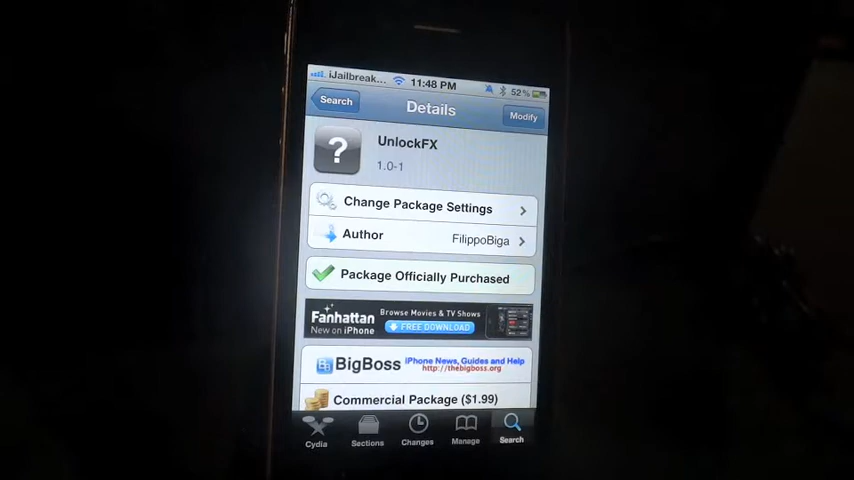 iJailbreak... 11:48 PM 52%
Search Details Modify
?
UnlockFX
1.0-1
Change Package Settings
Author FilippoBiga
Package Officially Purchased
Fanhattan
New on iPhone
Browse Movies & TV Shows
FREE DOWNLOAD
BigBoss iPhone News, Guides and Help
http://thebigboss.org
Commercial Package ($1.99)
Cydia Sections Changes Manage Search